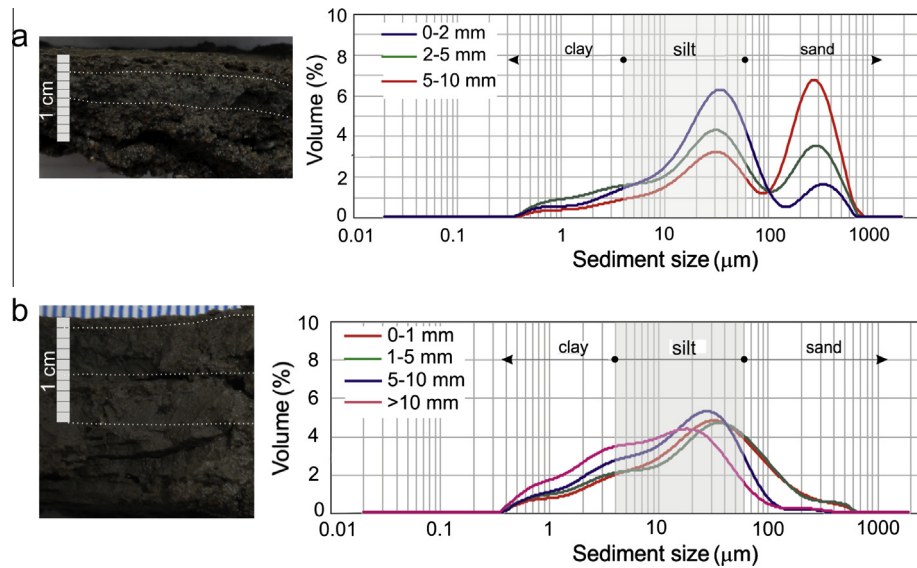 a
1 cm
Volume (%)
10
8
6
4
2
0
0-2 mm
2-5 mm
5-10 mm
clay
silt
sand
0.01
0.1
1
10
100
1000
Sediment size (μm)
b
1 cm
Volume (%)
10
8
6
4
2
0
0-1 mm
1-5 mm
5-10 mm
>10 mm
clay
silt
sand
0.01
0.1
1
10
100
1000
Sediment size (μm)